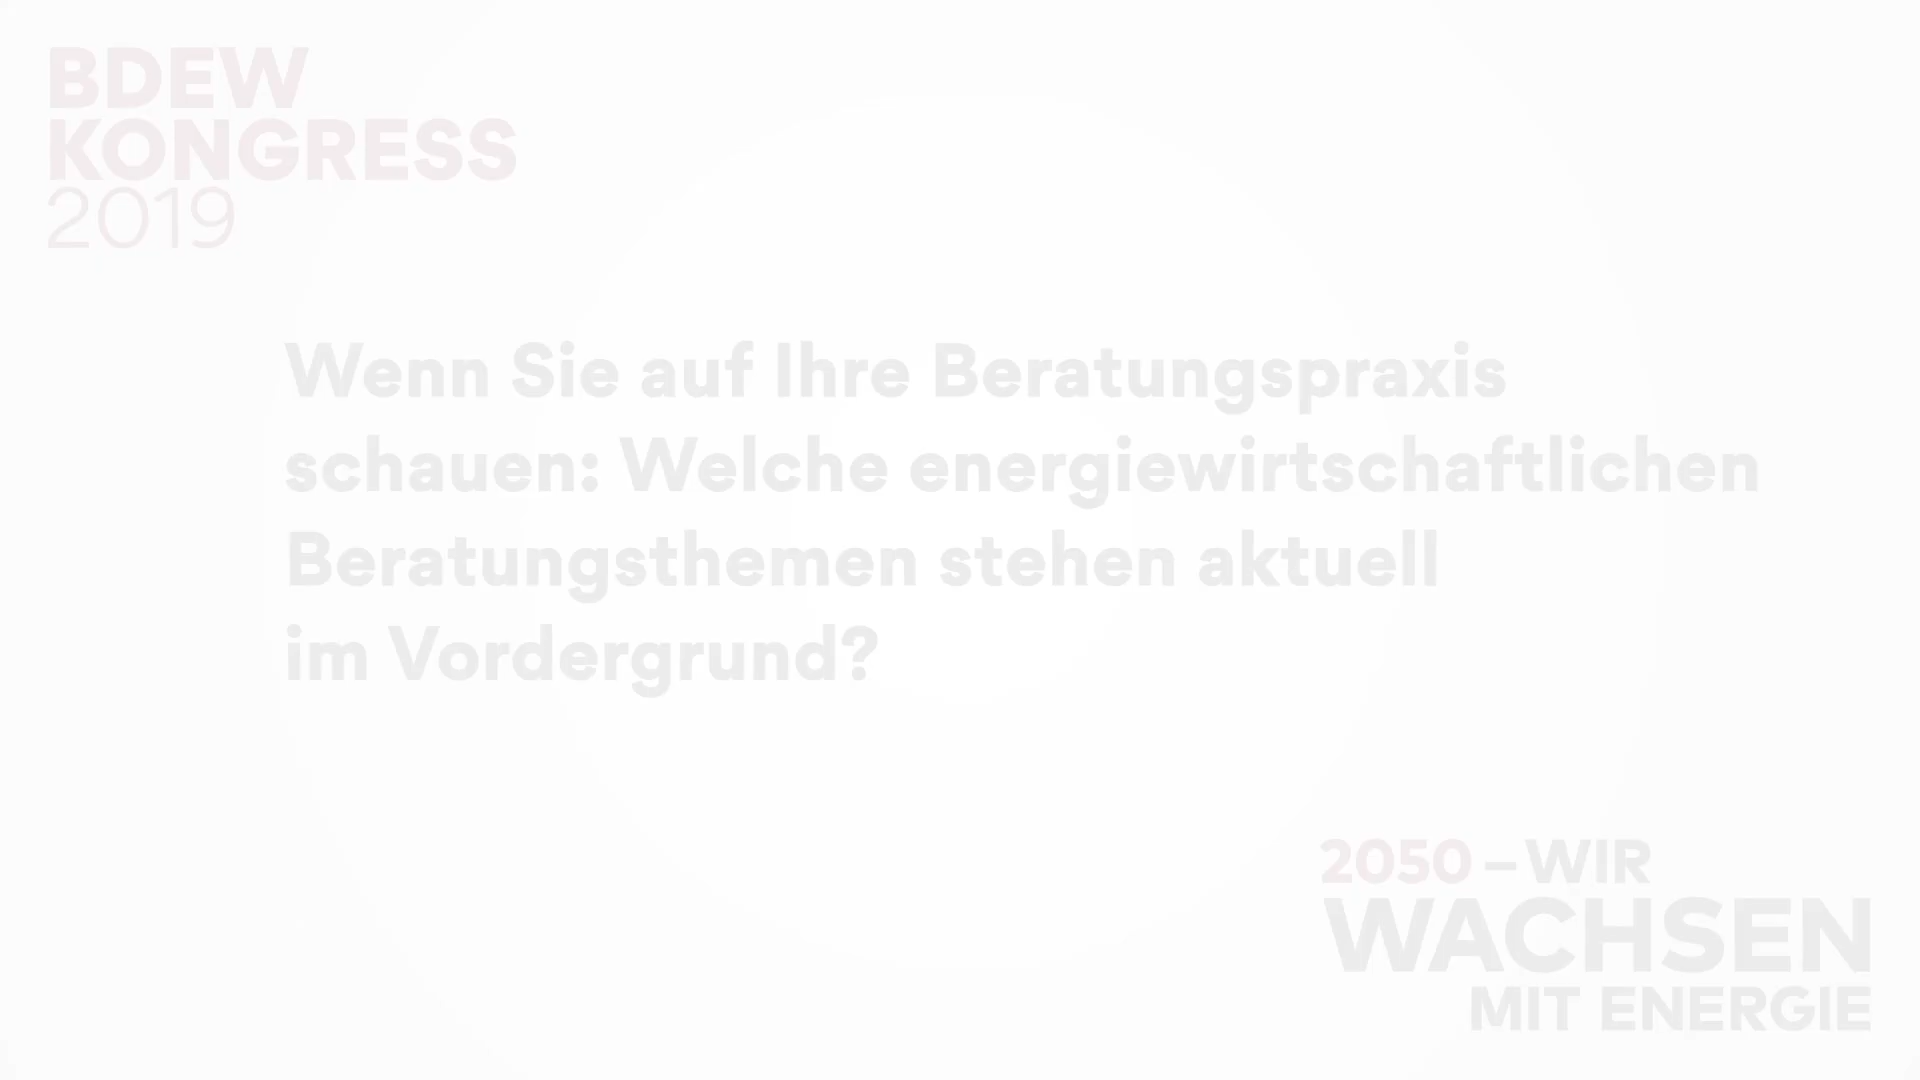 BDEW
KONGRESS
2019
Wenn Sie auf Ihre Beratungspraxis
schauen: Welche energiewirtschaftlichen
Beratungsthemen stehen aktuell
im Vordergrund?
2050 – WIR
WACHSEN
MIT ENERGIE